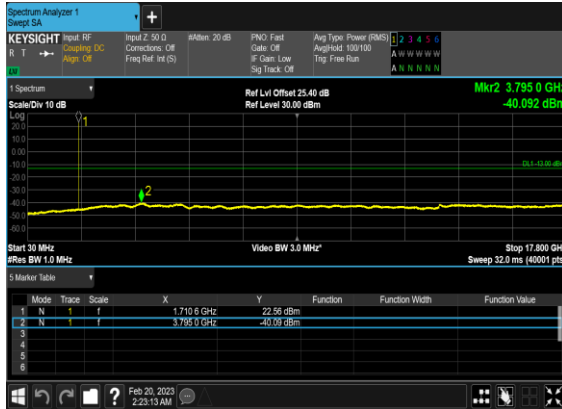 Spectrum Analyzer 1
Swept SA
KEYSIGHT
R T
LU
Input: RF
Coupling: DC
Align: Off
Input Z: 50 Ω
Corrections: Off
Freq Ref: Int (S)
#Atten: 20 dB
PNO: Fast
Gate: Off
IF Gain: Low
Sig Track: Off
Avg Type: Power (RMS)
Avg|Hold: 100/100
Trig: Free Run
1 2 3 4 5 6
A W W W W W
A N N N N N
1 Spectrum
Scale/Div 10 dB
Ref Lvl Offset 25.40 dB
Ref Level 30.00 dBm
Mkr2 3.795 0 GHz
-40.092 dBm
Log
20.0
10.0
0.00
-10.0
-20.0
-30.0
-40.0
-50.0
-60.0
1
2
DL1 -13.00 dBm
Start 30 MHz
#Res BW 1.0 MHz
Video BW 3.0 MHz*
Stop 17.800 GHz
Sweep 32.0 ms (40001 pts)
5 Marker Table
Mode Trace Scale X Y Function Function Width Function Value
1 N 1 f 1.710 6 GHz 22.56 dBm
2 N 1 f 3.795 0 GHz -40.09 dBm
3
4
5
6
?
Feb 20, 2023
2:23:13 AM